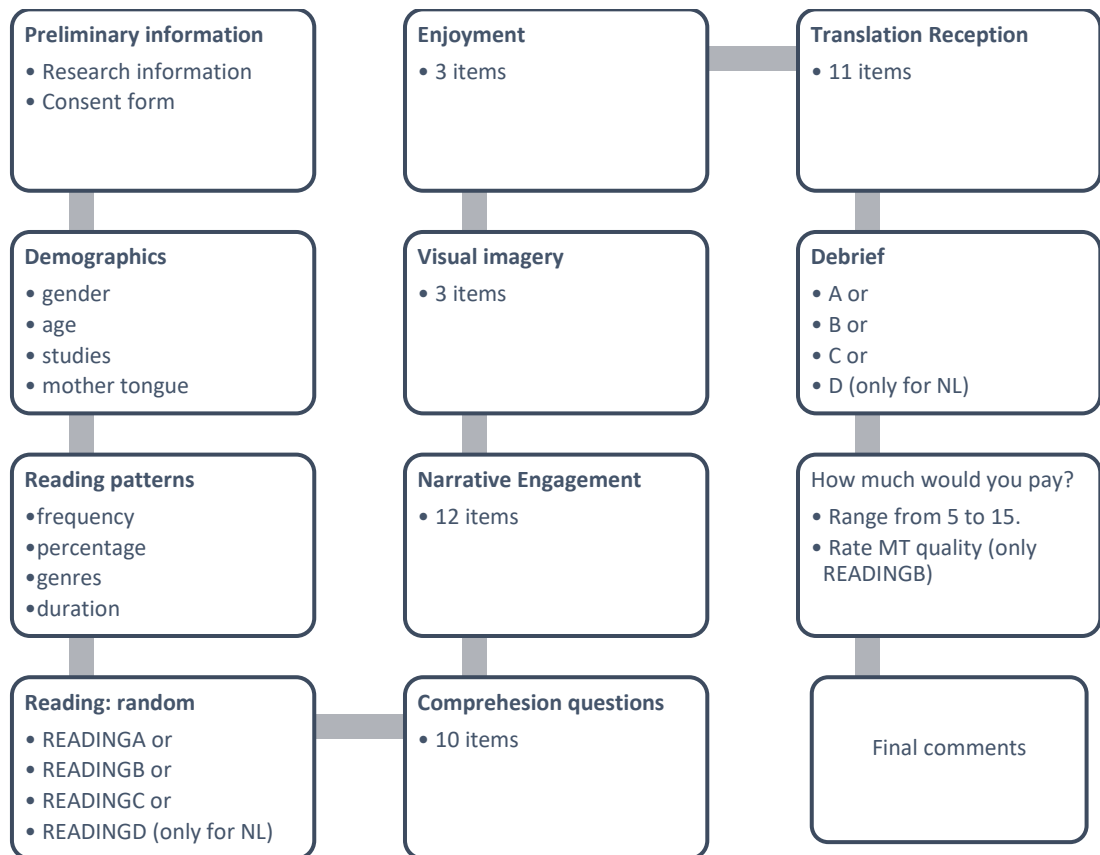 Preliminary information
• Research information
• Consent form
Demographics
• gender
• age
• studies
• mother tongue
Reading patterns
•frequency
•percentage
•genres
•duration
Reading: random
• READINGA or
• READINGB or
• READINGC or
• READINGD (only for NL)
Comprehesion questions
• 10 items
Narrative Engagement
• 12 items
Visual imagery
• 3 items
Enjoyment
• 3 items
Translation Reception
• 11 items
Debrief
• A or
• B or
• C or
• D (only for NL)
How much would you pay?
• Range from 5 to 15.
• Rate MT quality (only
READINGB)
Final comments